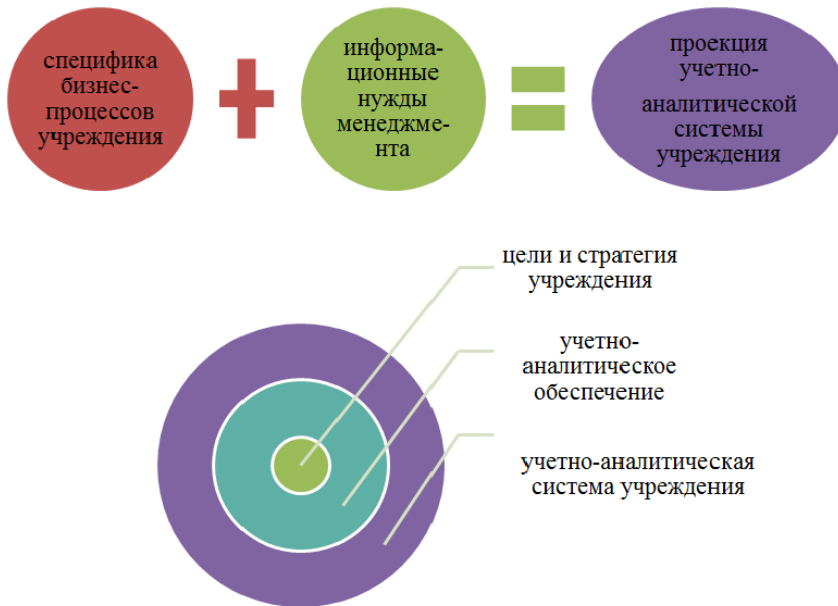 специфика
бизнес-
процессов
учреждения
информа-
ционные
нужды
менеджме-
нта
проекция
учетно-
аналитической
системы
учреждения
цели и стратегия
учреждения
учетно-
аналитическое
обеспечение
учетно-аналитическая
система учреждения